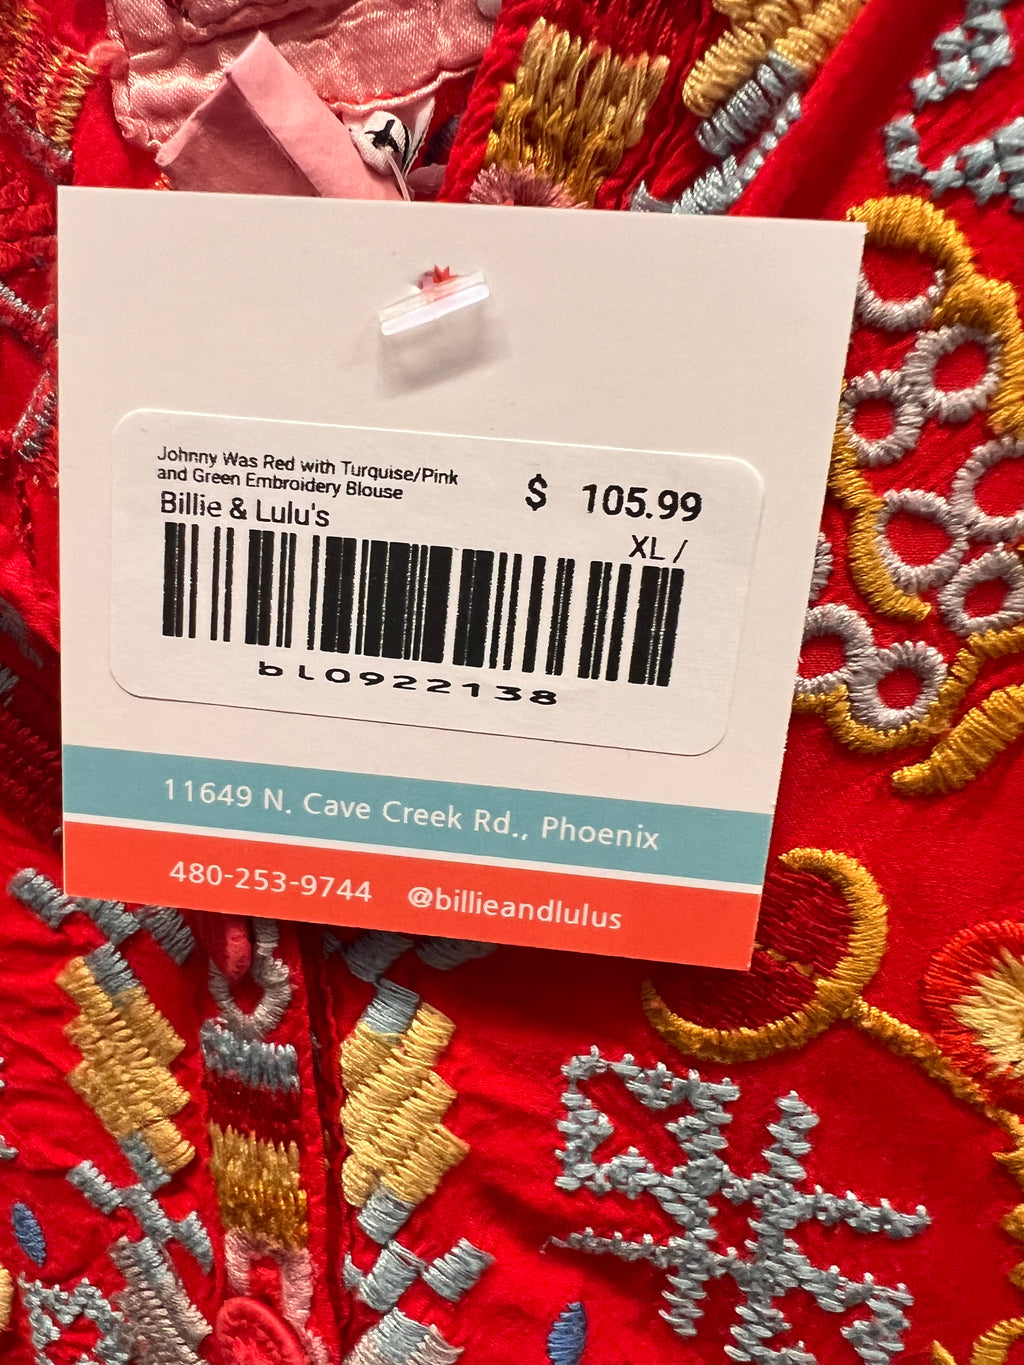 Johnny Was Red with Turquise/Pink
and Green Embroidery Blouse
Billie & Lulu's
$ 105.99
XL /
bL0922138
11649 N. Cave Creek Rd., Phoenix
480-253-9744 @billieandlulus